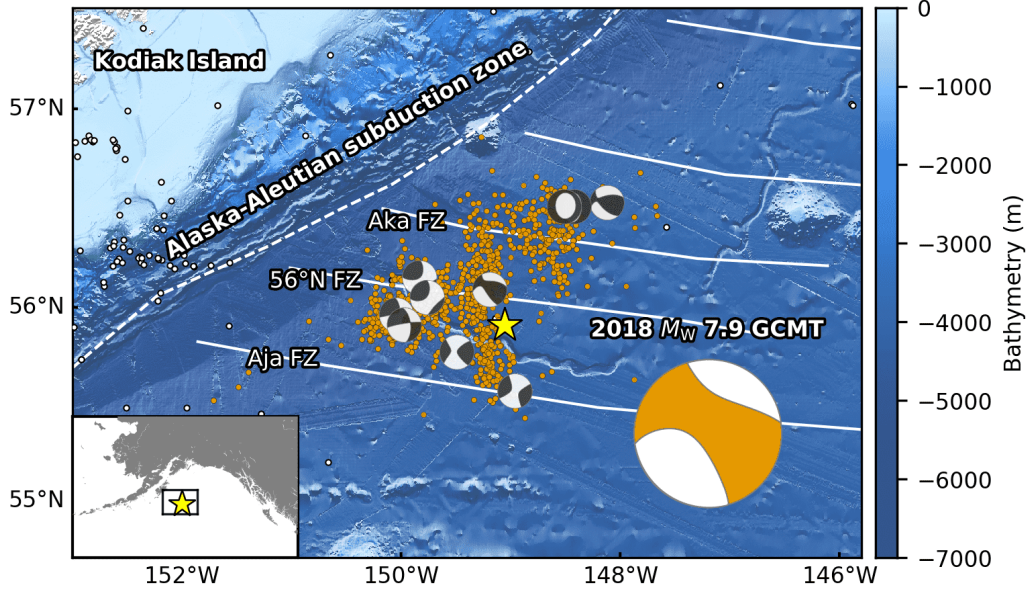 Kodiak Island
Alaska-Aleutian subduction zone
Aka FZ
56°N FZ
Aja FZ
2018 Mw 7.9 GCMT
57°N
56°N
55°N
152°W
150°W
148°W
146°W
0
−1000
−2000
−3000
−4000
−5000
−6000
−7000
Bathymetry (m)